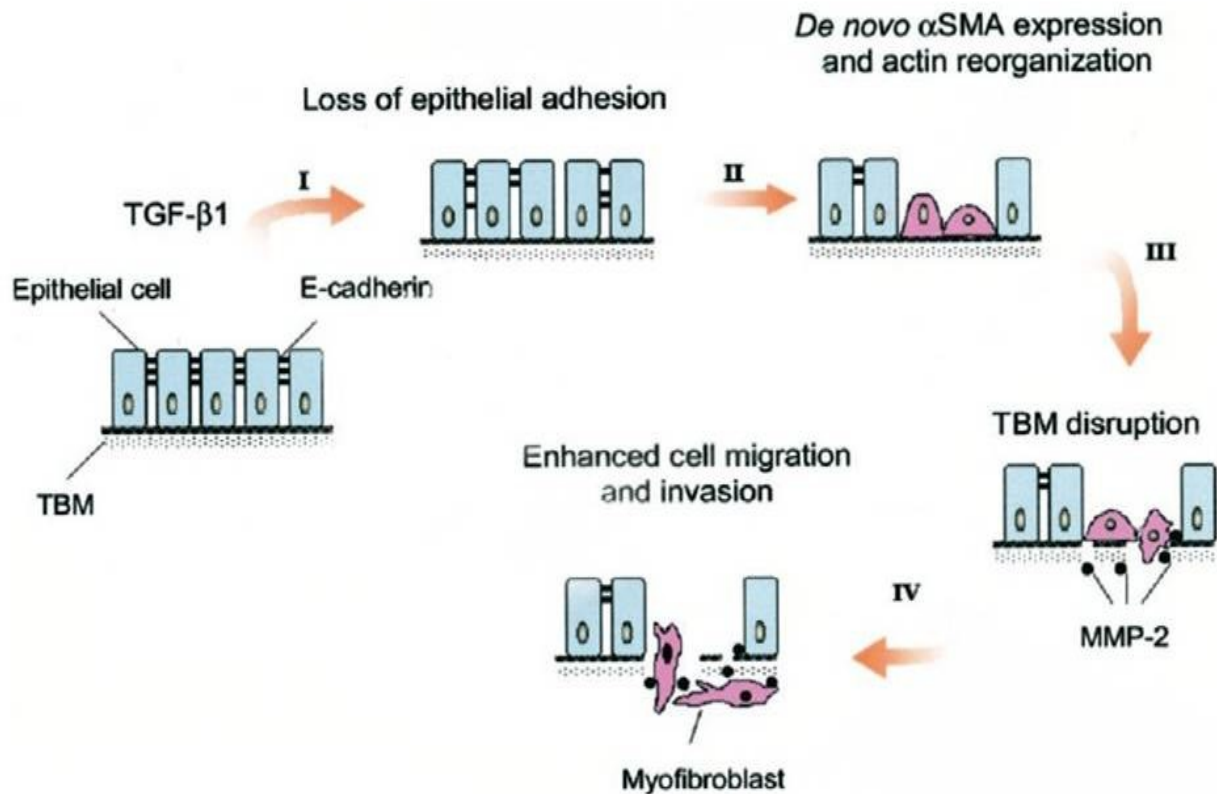 De novo αSMA expression
and actin reorganization
Loss of epithelial adhesion
I
II
TGF-β1
III
Epithelial cell
E-cadherin
TBM disruption
Enhanced cell migration
and invasion
TBM
IV
MMP-2
Myofibroblast